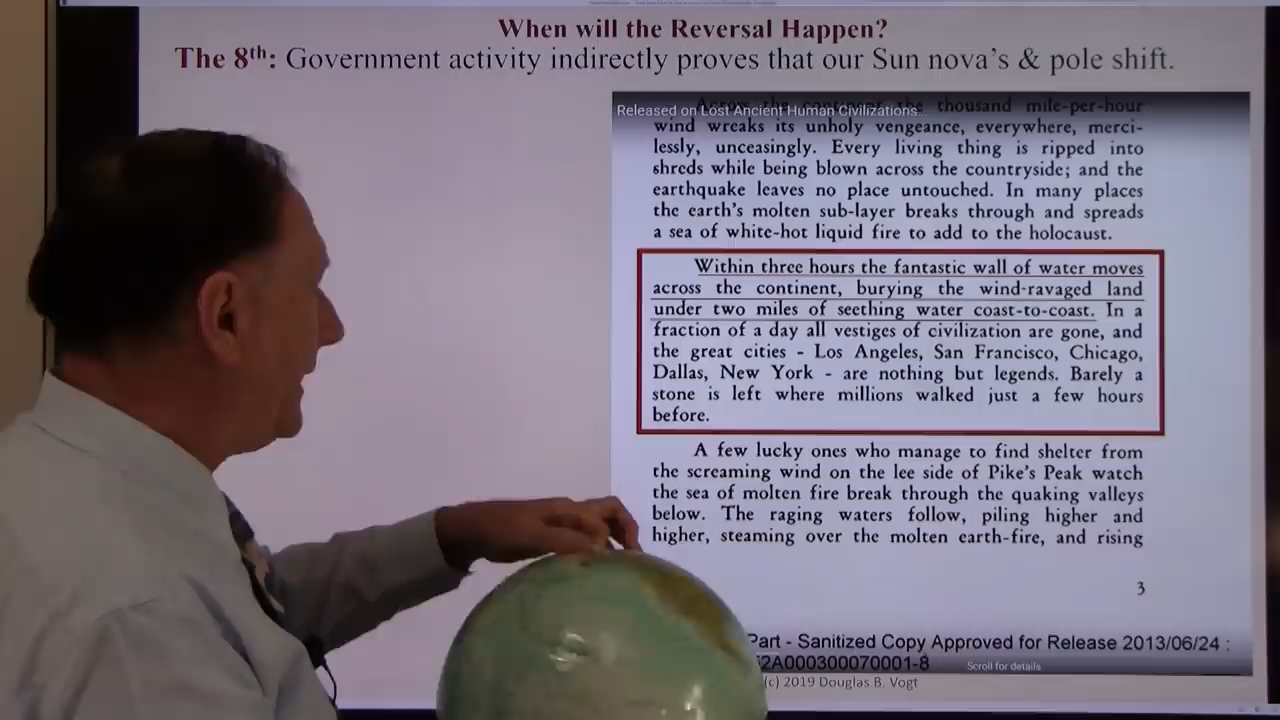 When will the Reversal Happen?
The 8th: Government activity indirectly proves that our Sun nova's & pole shift.
Released on Lost Ancient Human Civilizations...
Across the continent the thousand mile-per-hour
wind wreaks its unholy vengeance, everywhere, merci-
lessly, unceasingly. Every living thing is ripped into
shreds while being blown across the countryside; and the
earthquake leaves no place untouched. In many places
the earth's molten sub-layer breaks through and spreads
a sea of white-hot liquid fire to add to the holocaust.
Within three hours the fantastic wall of water moves
across the continent, burying the wind-ravaged land
under two miles of seething water coast-to-coast. In a
fraction of a day all vestiges of civilization are gone, and
the great cities - Los Angeles, San Francisco, Chicago,
Dallas, New York - are nothing but legends. Barely a
stone is left where millions walked just a few hours
before.
A few lucky ones who manage to find shelter from
the screaming wind on the lee side of Pike's Peak watch
the sea of molten fire break through the quaking valleys
below. The raging waters follow, piling higher and
higher, steaming over the molten earth-fire, and rising
3
Part - Sanitized Copy Approved for Release 2013/06/24 :
2A000300070001-8
Scroll for details
(c) 2019 Douglas B. Vogt